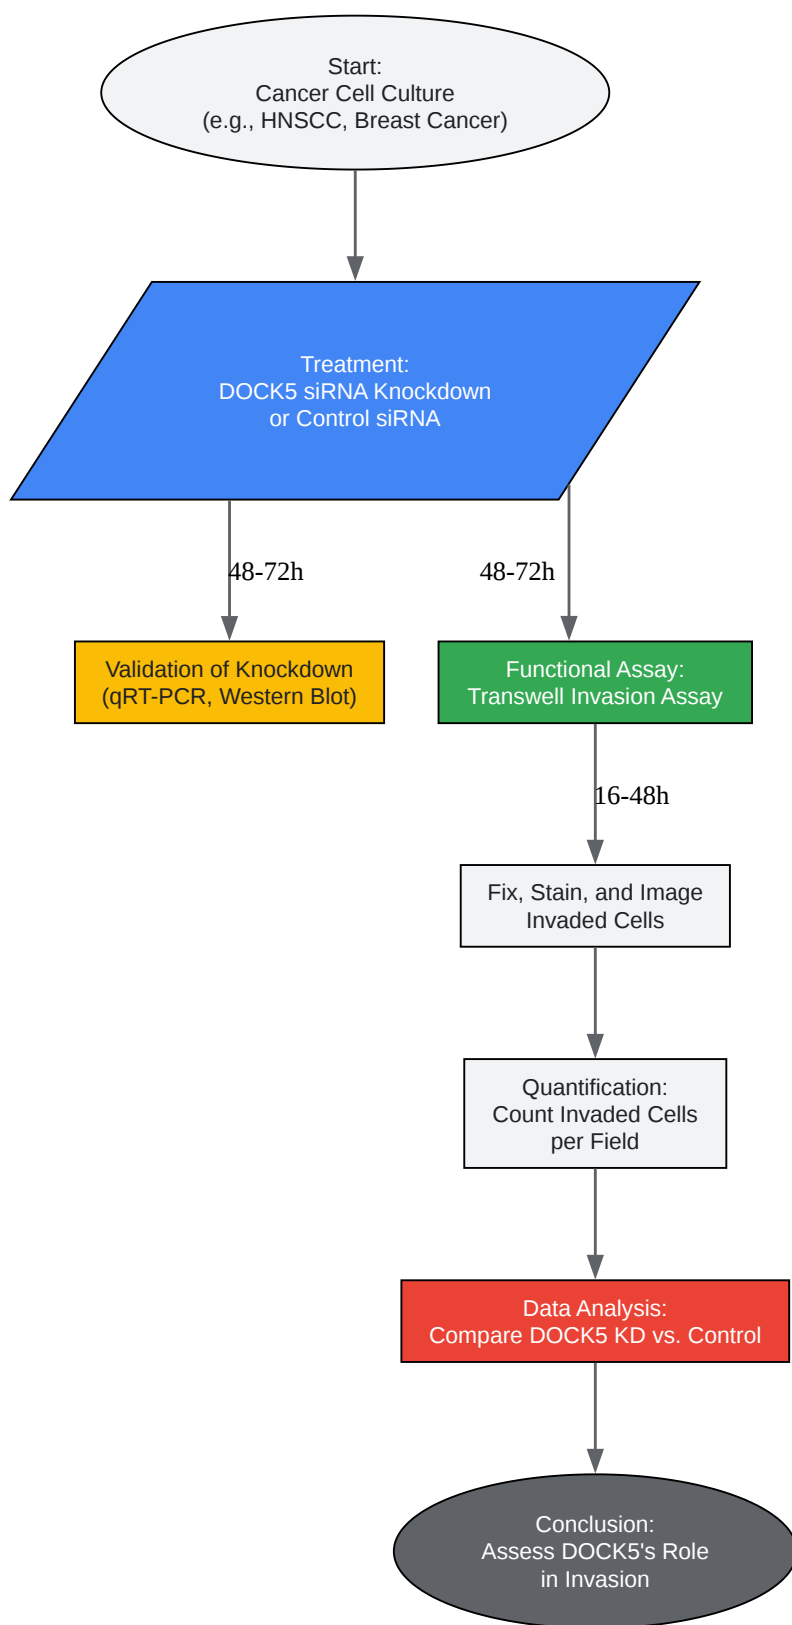 Start:
Cancer Cell Culture
(e.g., HNSCC, Breast Cancer)
Treatment:
DOCK5 siRNA Knockdown
or Control siRNA
48-72h
48-72h
Validation of Knockdown
(qRT-PCR, Western Blot)
Functional Assay:
Transwell Invasion Assay
16-48h
Fix, Stain, and Image
Invaded Cells
Quantification:
Count Invaded Cells
per Field
Data Analysis:
Compare DOCK5 KD vs. Control
Conclusion:
Assess DOCK5's Role
in Invasion